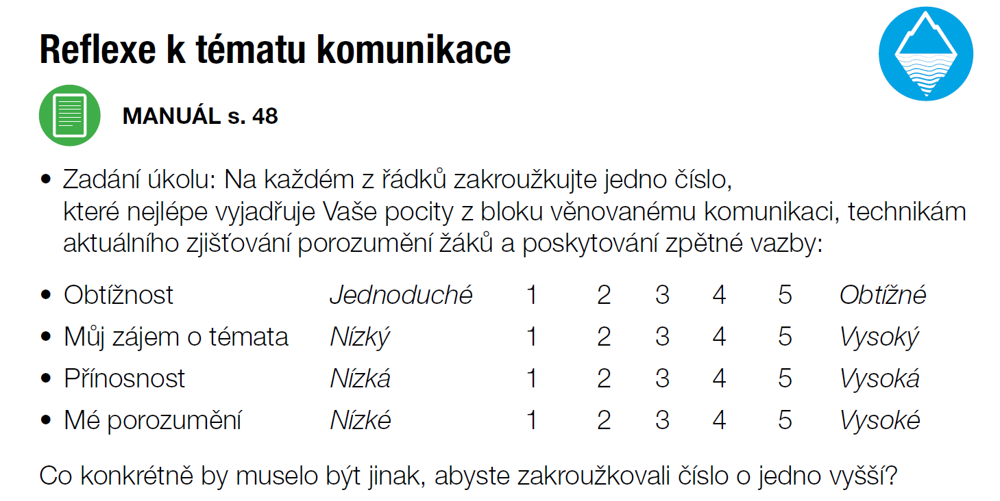 Reflexe k tématu komunikace
MANUÁL s. 48
• Zadání úkolu: Na každém z řádků zakroužkujte jedno číslo,
které nejlépe vyjadřuje Vaše pocity z bloku věnovanému komunikaci, technikám
aktuálního zjišťování porozumění žáků a poskytování zpětné vazby:
• Obtížnost Jednoduché 1 2 3 4 5 Obtížné
• Můj zájem o témata Nízký 1 2 3 4 5 Vysoký
• Přínosnost Nízká 1 2 3 4 5 Vysoká
• Mé porozumění Nízké 1 2 3 4 5 Vysoké
Co konkrétně by muselo být jinak, abyste zakroužkovali číslo o jedno vyšší?